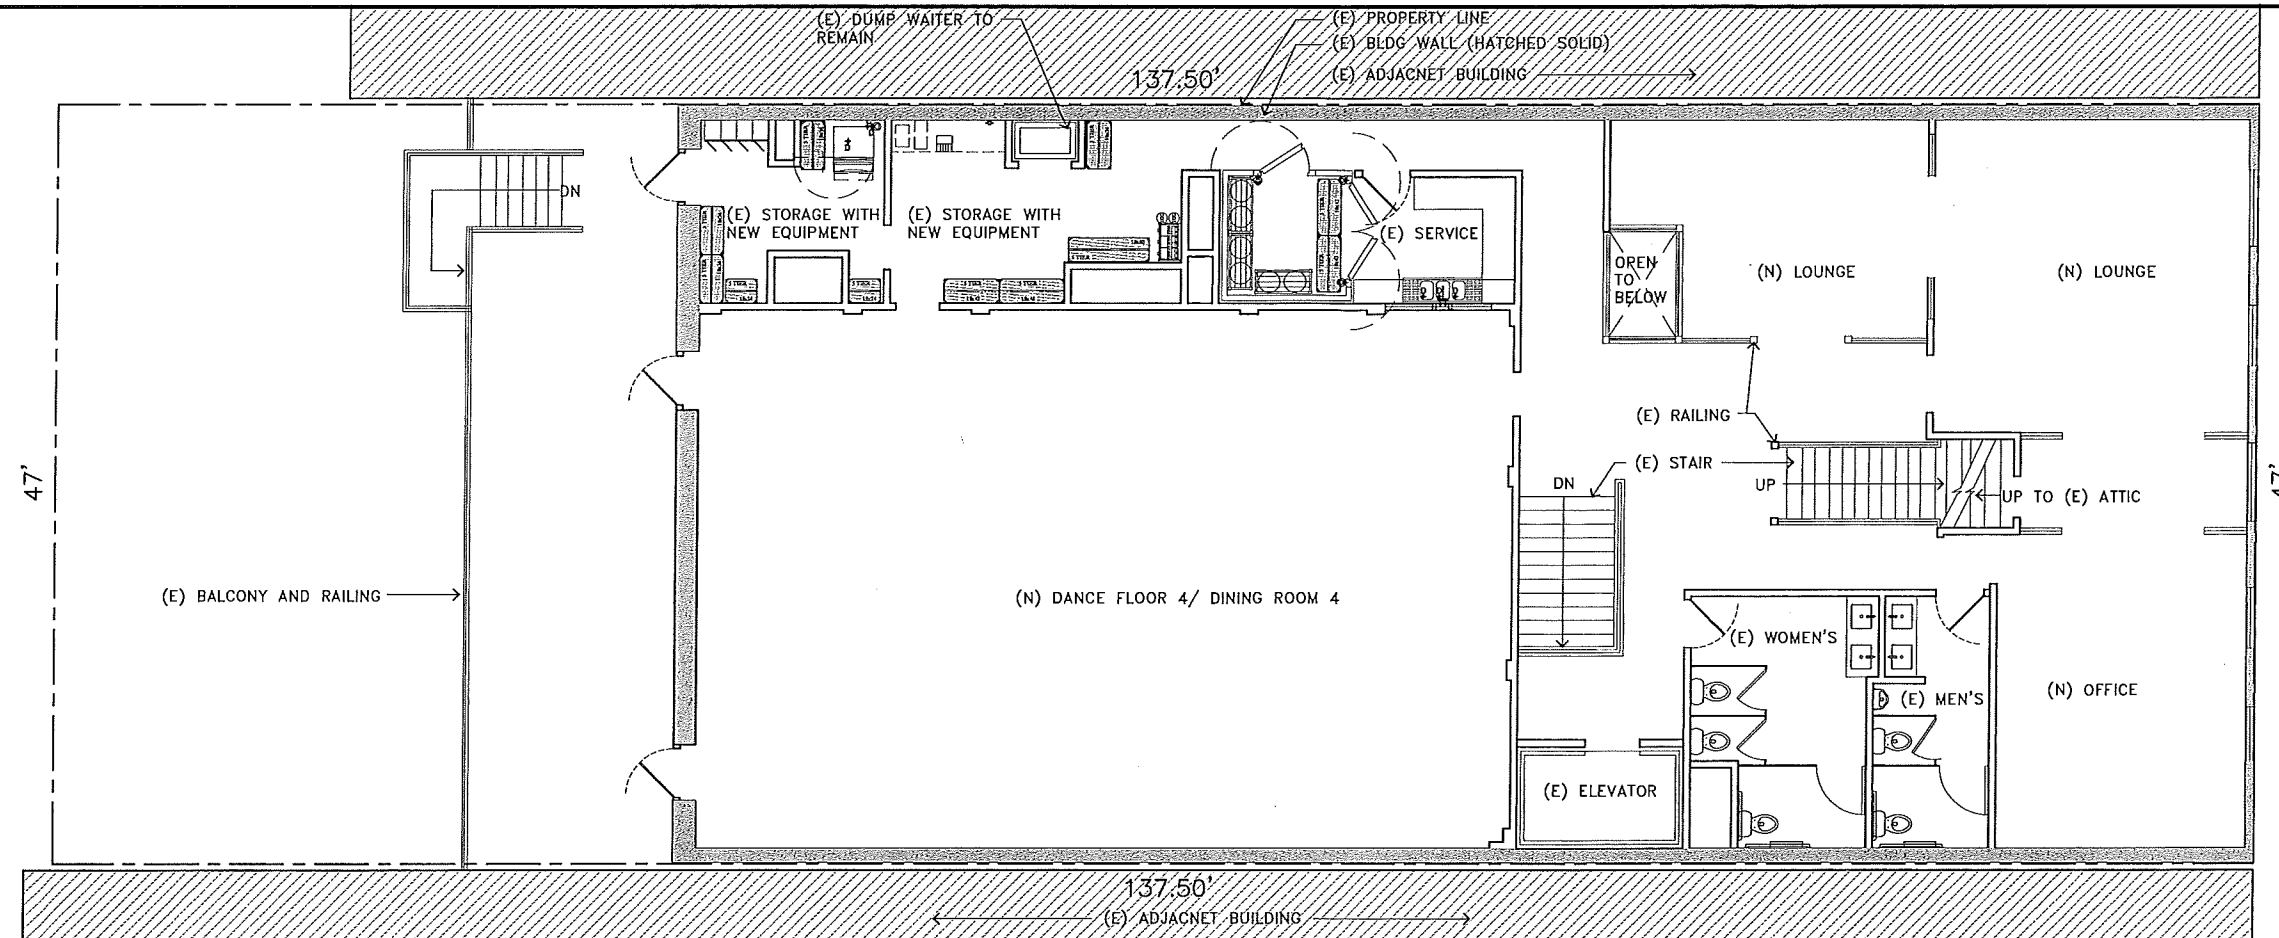 (E) DUMP WAITER TO
REMAIN
(E) PROPERTY LINE
(E) BLDG WALL (HATCHED SOLID)
(E) ADJACNET BUILDING
137.50'
DN
(E) STORAGE WITH
NEW EQUIPMENT
(E) STORAGE WITH
NEW EQUIPMENT
(E) SERVICE
OPEN
TO
BELOW
(N) LOUNGE
(N) LOUNGE
(E) RAILING
(E) STAIR
DN
UP
UP TO (E) ATTIC
47'
47'
(E) BALCONY AND RAILING
(N) DANCE FLOOR 4/ DINING ROOM 4
(E) WOMEN'S
(E) MEN'S
(N) OFFICE
(E) ELEVATOR
137.50'
(E) ADJACNET BUILDING